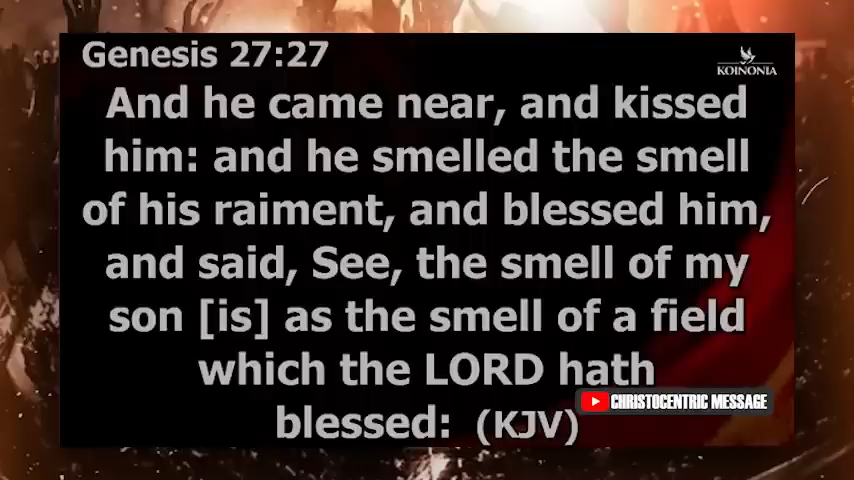 Genesis 27:27
KOINONIA
And he came near, and kissed
him: and he smelled the smell
of his raiment, and blessed him,
and said, See, the smell of my
son [is] as the smell of a field
which the LORD hath
CHRISTOCENTRIC MESSAGE
blessed: (KJV)